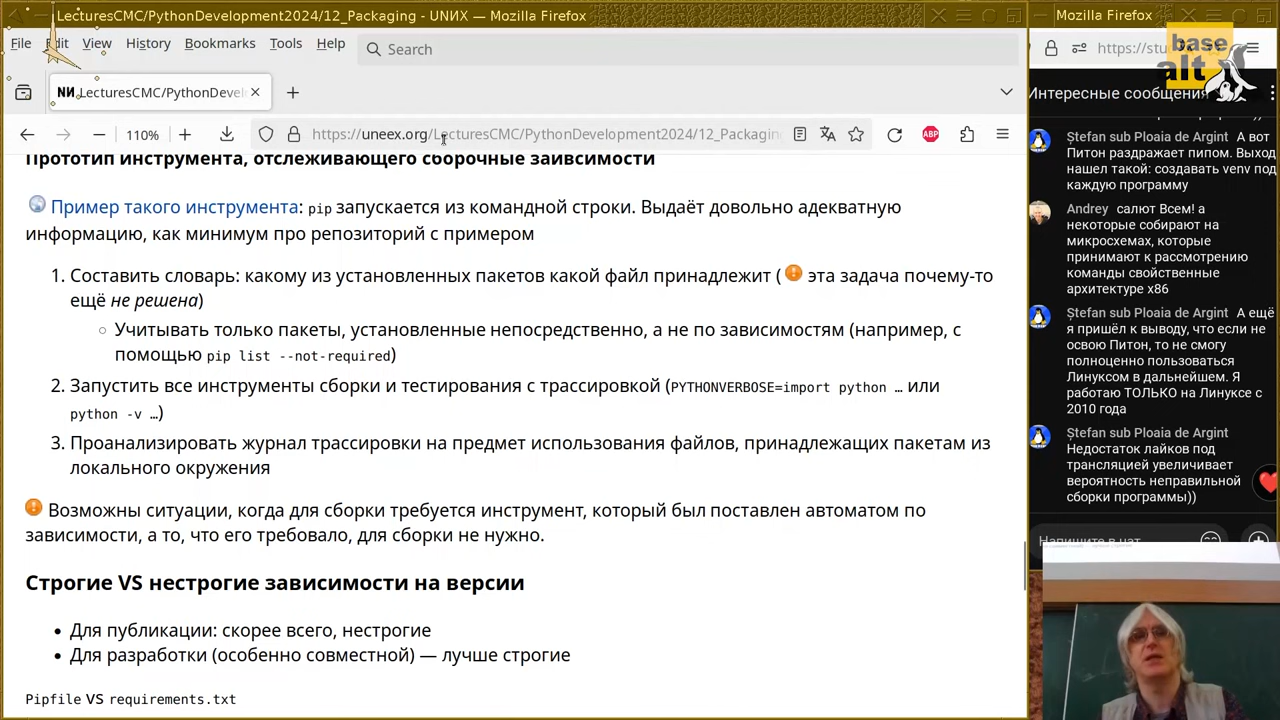 LecturesCMC/PythonDevelopment2024/12_Packaging - UNИX — Mozilla Firefox
File Edit View History Bookmarks Tools Help
Search
NИ LecturesCMC/PythonDevel
110%
https://uneex.org/LecturesCMC/PythonDevelopment2024/12_Packaging
ABP
Прототип инструмента, отслеживающего сборочные заивсимости
Пример такого инструмента: pip запускается из командной строки. Выдаёт довольно адекватную
информацию, как минимум про репозиторий с примером
1. Составить словарь: какому из установленных пакетов какой файл принадлежит ( эта задача почему-то
ещё не решена)
Учитывать только пакеты, установленные непосредственно, а не по зависимостям (например, с
помощью pip list --not-required)
2. Запустить все инструменты сборки и тестирования с трассировкой (PYTHONVERBOSE=import python … или
python -v …)
3. Проанализировать журнал трассировки на предмет использования файлов, принадлежащих пакетам из
локального окружения
Возможны ситуации, когда для сборки требуется инструмент, который был поставлен автоматом по
зависимости, а то, что его требовало, для сборки не нужно.
Строгие VS нестрогие зависимости на версии
• Для публикации: скорее всего, нестрогие
• Для разработки (особенно совместной) — лучше строгие
Pipfile VS requirements.txt
Mozilla Firefox
https://stu
base
alt
Интересные сообщения
Ștefan sub Ploaia de Argint А вот
Питон раздражает пипом. Выход
нашел такой: создавать venv под
каждую программу
Andrey салют Всем! а
некоторые собирают на
микросхемах, которые
принимают к рассмотрению
команды свойственные
архитектуре x86
Ștefan sub Ploaia de Argint А ещё
я пришёл к выводу, что если не
освою Питон, то не смогу
полноценно пользоваться
Линуксом в дальнейшем. Я
работаю ТОЛЬКО на Линуксе с
2010 года
Ștefan sub Ploaia de Argint
Недостаток лайков под
трансляцией увеличивает
вероятность неправильной
сборки программы))
Напишите в чат